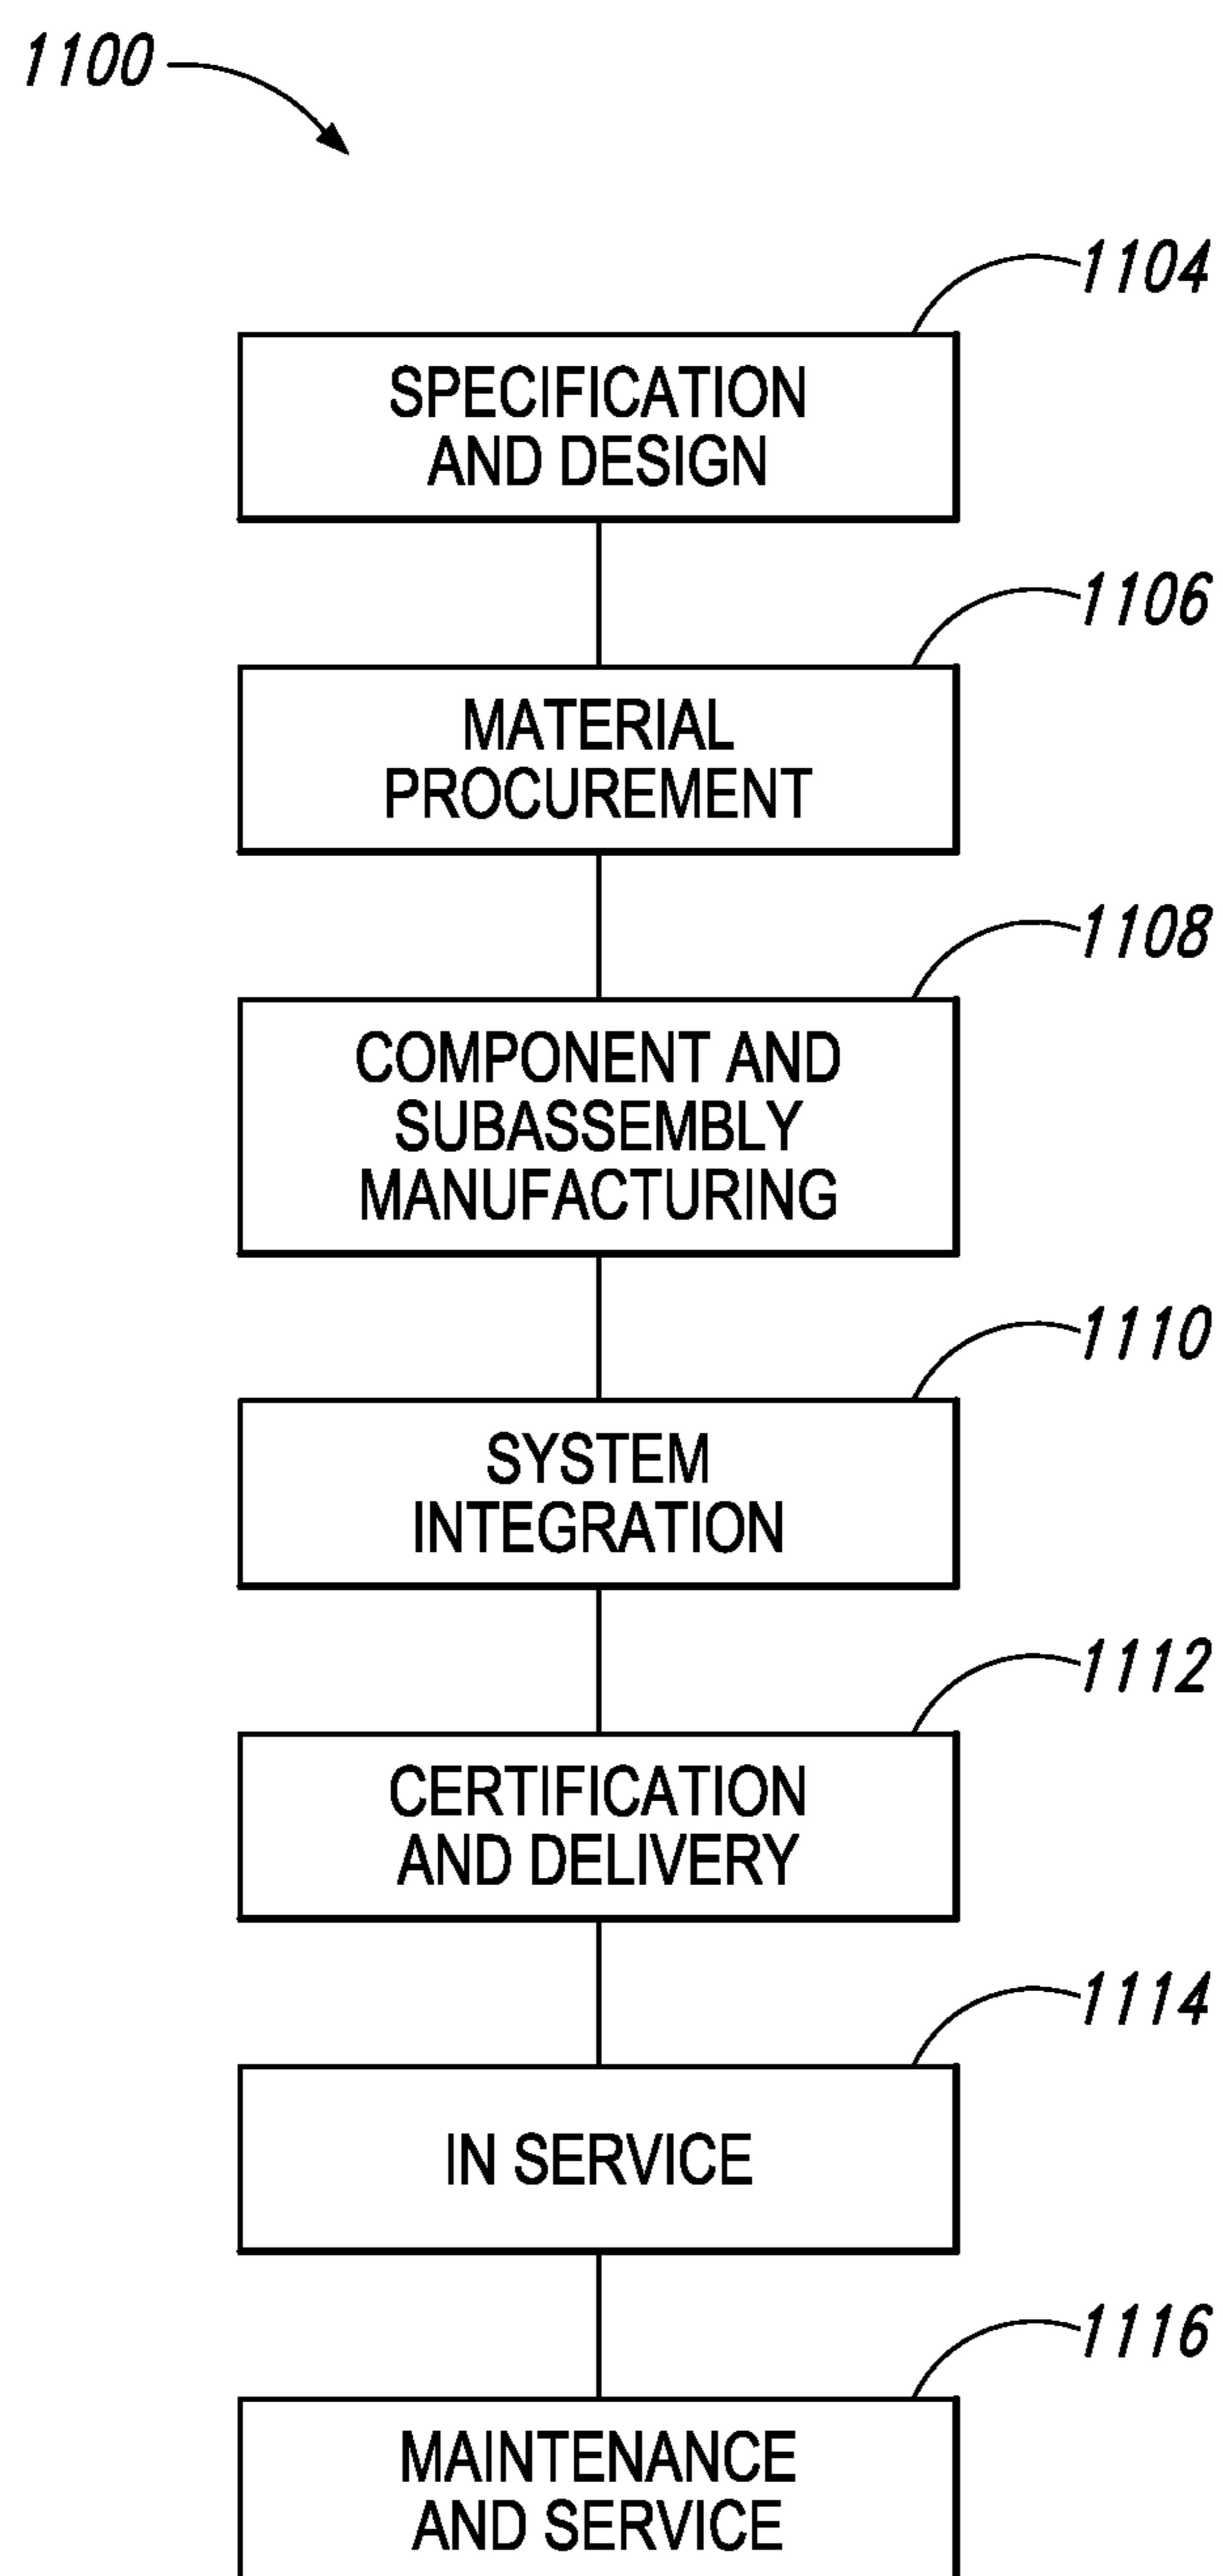 1100
1104
SPECIFICATION
AND DESIGN
1106
MATERIAL
PROCUREMENT
1108
COMPONENT AND
SUBASSEMBLY
MANUFACTURING
1110
SYSTEM
INTEGRATION
1112
CERTIFICATION
AND DELIVERY
1114
IN SERVICE
1116
MAINTENANCE
AND SERVICE